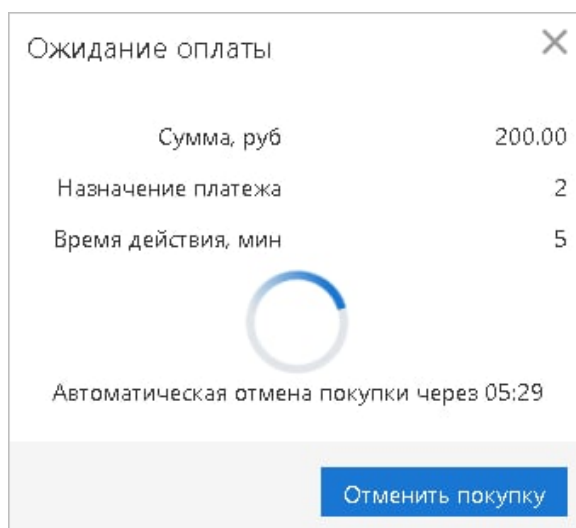 Ожидание оплаты
Сумма, руб 200.00
Назначение платежа 2
Время действия, мин 5
Автоматическая отмена покупки через 05:29
Отменить покупку